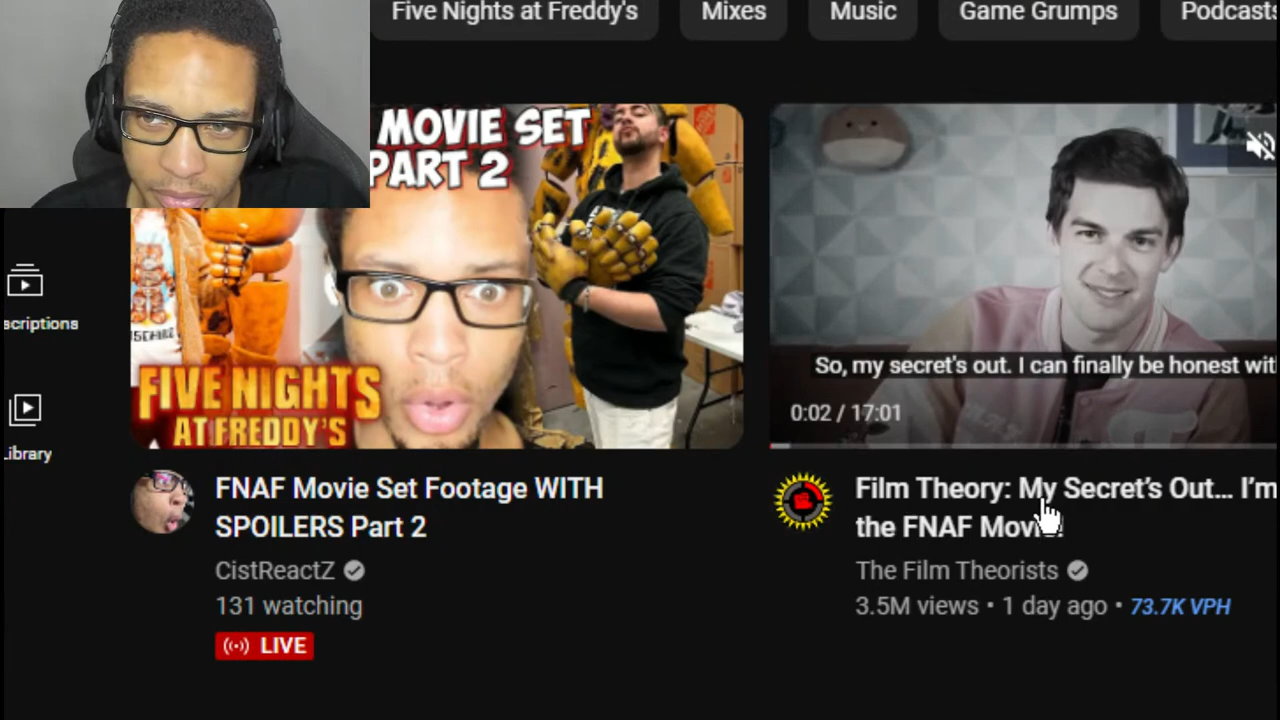 Five Nights at Freddy's
Mixes
Music
Game Grumps
Podcasts
MOVIE SET
PART 2
FIVE NIGHTS
AT FREDDY'S
So, my secret's out. I can finally be honest wit
0:02 / 17:01
scriptions
Library
FNAF Movie Set Footage WITH
SPOILERS Part 2
CistReactZ
131 watching
LIVE
Film Theory: My Secret's Out... I'm
the FNAF Movie!
The Film Theorists
3.5M views • 1 day ago • 73.7K VPH